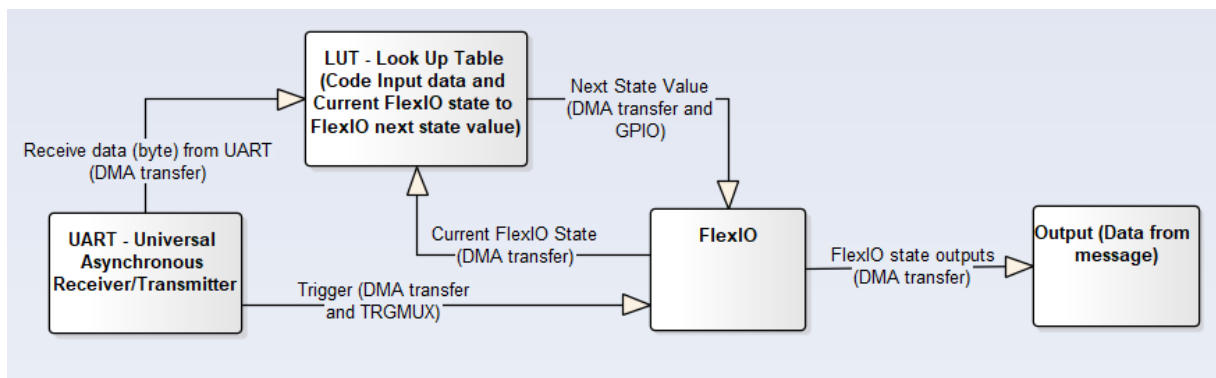 LUT - Look Up Table
(Code Input data and
Current FlexIO state to
FlexIO next state value)
Next State Value
(DMA transfer and
GPIO)
Receive data (byte) from UART
(DMA transfer)
UART - Universal
Asynchronous
Receiver/Transmitter
Current FlexIO State
(DMA transfer)
Trigger (DMA transfer
and TRGMUX)
FlexIO
FlexIO state outputs
(DMA transfer)
Output (Data from
message)